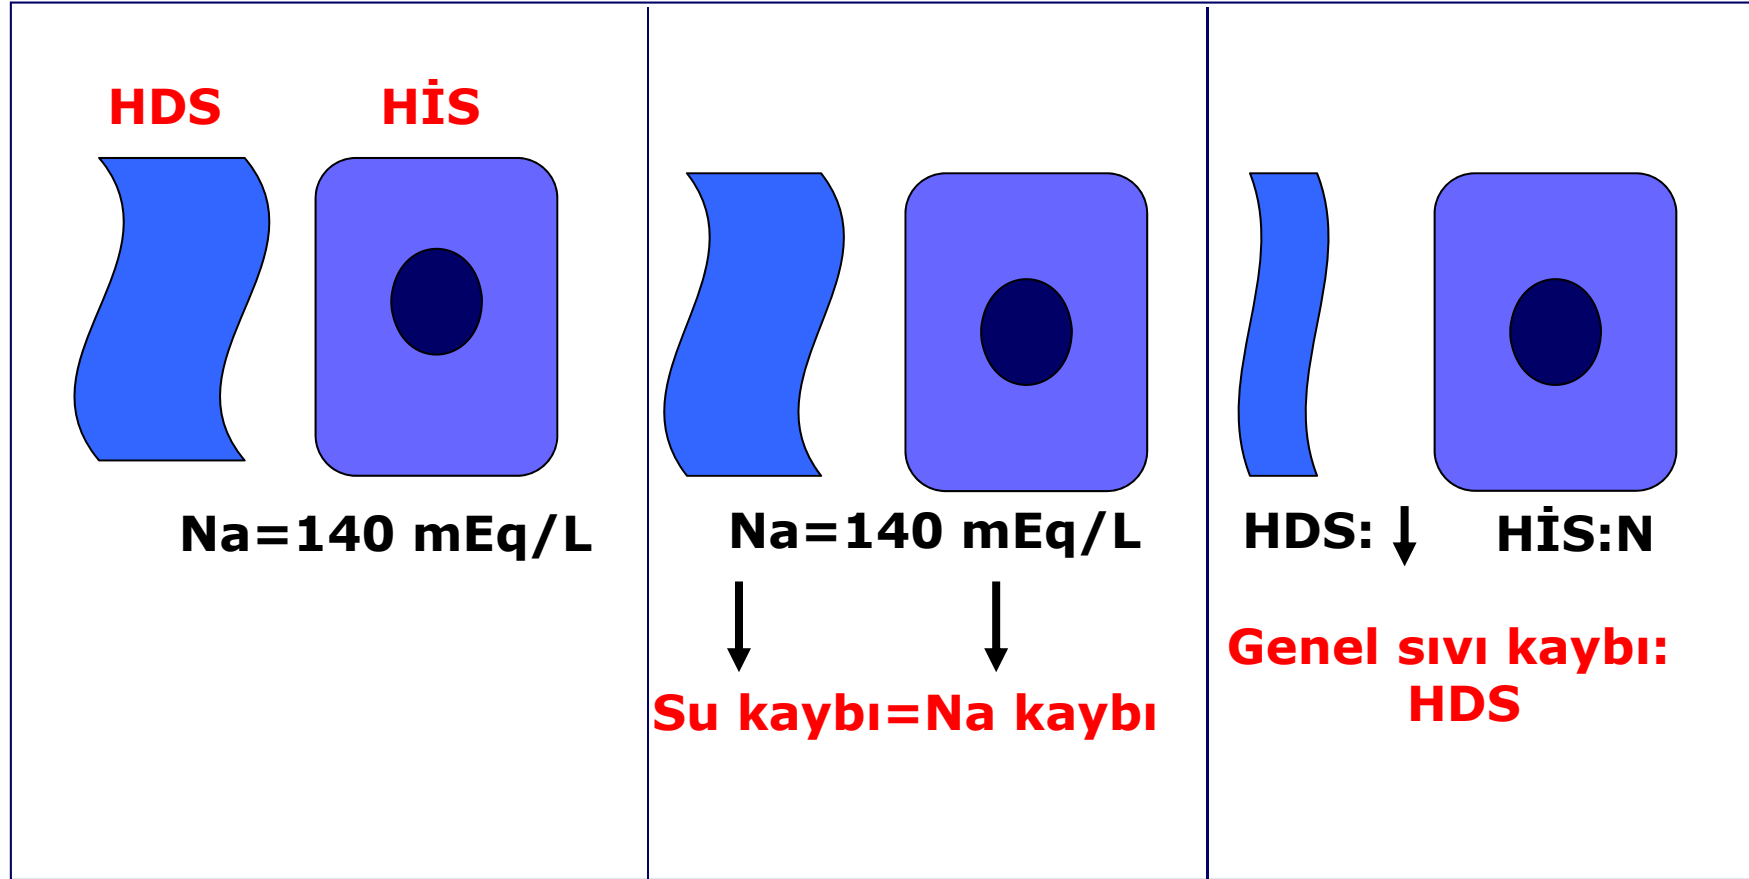 HDS HİS
Na=140 mEq/L
Na=140 mEq/L
Su kaybı=Na kaybı
HDS: HİS:N
Genel sıvı kaybı:
HDS